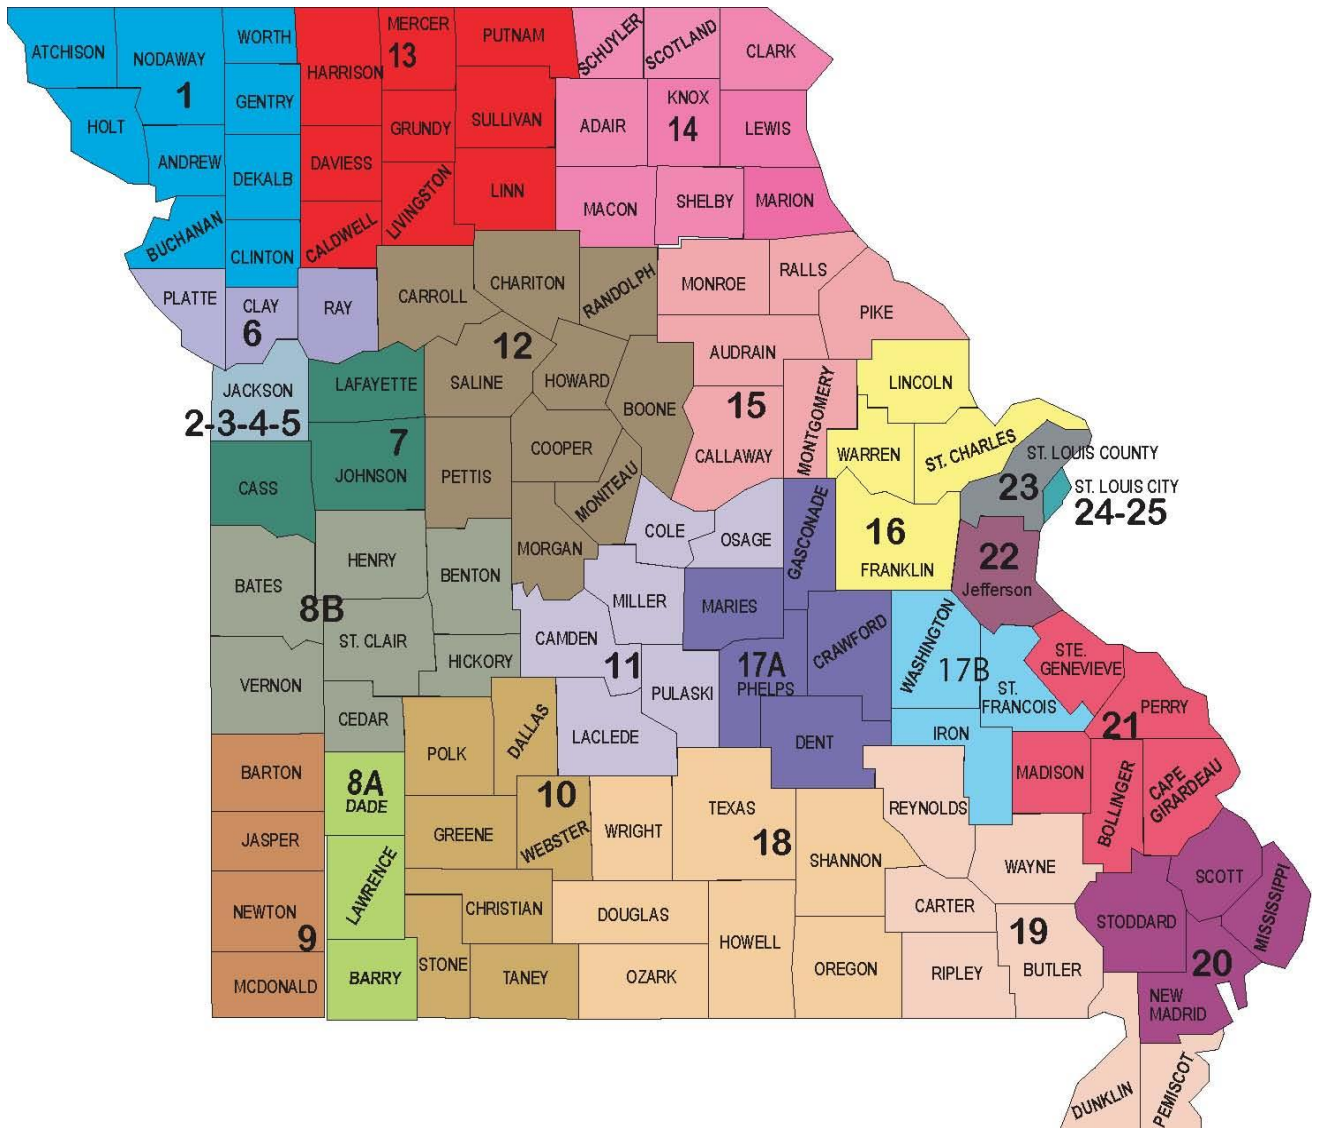 ATCHISON
NODAWAY
WORTH
1
GENTRY
HOLT
ANDREW
DEKALB
BUCHANAN
CLINTON
HARRISON
MERCER
13
PUTNAM
GRUNDY
SULLIVAN
DAVIESS
LIVINGSTON
LINN
CALDWELL
SCHUYLER
SCOTLAND
CLARK
ADAIR
KNOX
14
LEWIS
MACON
SHELBY
MARION
PLATTE
CLAY
6
RAY
CARROLL
CHARITON
RANDOLPH
12
SALINE
HOWARD
BOONE
COOPER
PETTIS
MONITEAU
MORGAN
MONROE
RALLS
PIKE
AUDRAIN
15
MONTGOMERY
CALLAWAY
JACKSON
2-3-4-5
LAFAYETTE
7
JOHNSON
CASS
LINCOLN
WARREN
ST. CHARLES
16
FRANKLIN
ST. LOUIS COUNTY
23
ST. LOUIS CITY
24-25
22
Jefferson
BATES
HENRY
BENTON
8B
ST. CLAIR
HICKORY
VERNON
CEDAR
COLE
OSAGE
MILLER
CAMDEN
11
PULASKI
LACLEDE
GASCONADE
MARIES
17A
PHELPS
CRAWFORD
DENT
WASHINGTON
17B
ST.
FRANCOIS
IRON
STE.
GENEVIEVE
PERRY
21
MADISON
BOLLINGER
CAPE
GIRARDEAU
BARTON
JASPER
NEWTON
9
MCDONALD
8A
DADE
LAWRENCE
BARRY
POLK
DALLAS
10
GREENE
WEBSTER
CHRISTIAN
STONE
TANEY
WRIGHT
TEXAS
18
SHANNON
DOUGLAS
HOWELL
OZARK
OREGON
REYNOLDS
WAYNE
CARTER
19
RIPLEY
BUTLER
SCOTT
STODDARD
MISSISSIPPI
20
NEW
MADRID
DUNKLIN
PEMISCOT